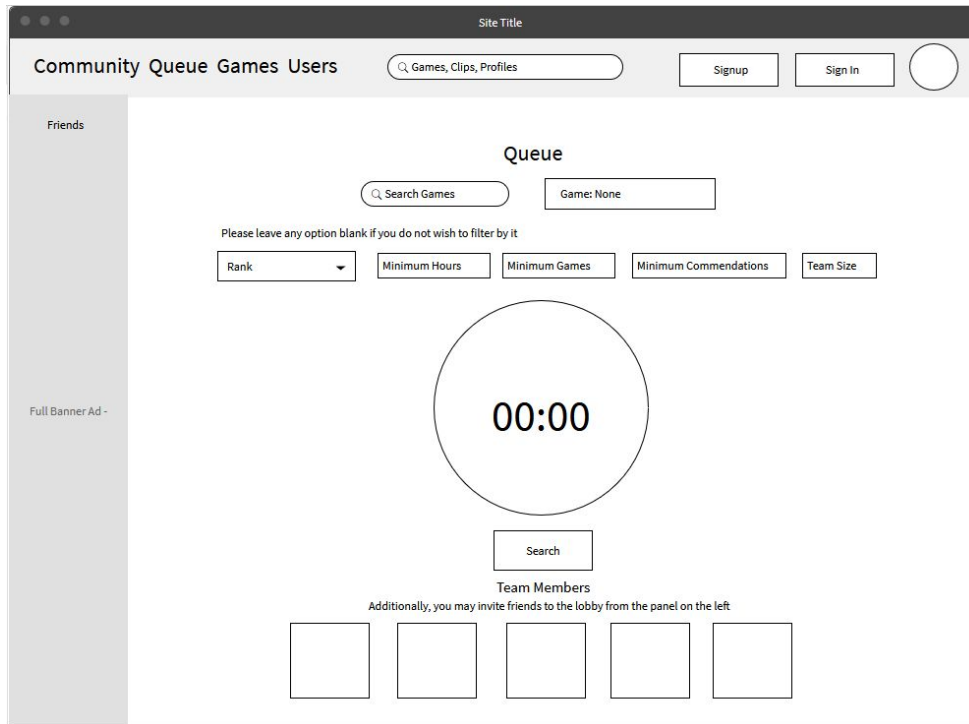 Site Title
Community Queue Games Users
Games, Clips, Profiles
Signup
Sign In
Friends
Queue
Search Games
Game: None
Please leave any option blank if you do not wish to filter by it
Rank
Minimum Hours
Minimum Games
Minimum Commendations
Team Size
Full Banner Ad -
00:00
Search
Team Members
Additionally, you may invite friends to the lobby from the panel on the left